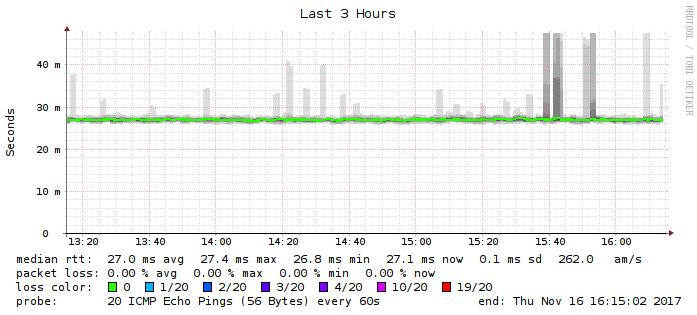 Last 3 Hours
RRDTOOL / TOBI OETIKER
Seconds
40 m
30 m
20 m
10 m
0
13:20 13:40 14:00 14:20 14:40 15:00 15:20 15:40 16:00
median rtt: 27.0 ms avg 27.4 ms max 26.8 ms min 27.1 ms now 0.1 ms sd 262.0 am/s
packet loss: 0.00 % avg 0.00 % max 0.00 % min 0.00 % now
loss color: 0 1/20 2/20 3/20 4/20 10/20 19/20
probe: 20 ICMP Echo Pings (56 Bytes) every 60s end: Thu Nov 16 16:15:02 2017